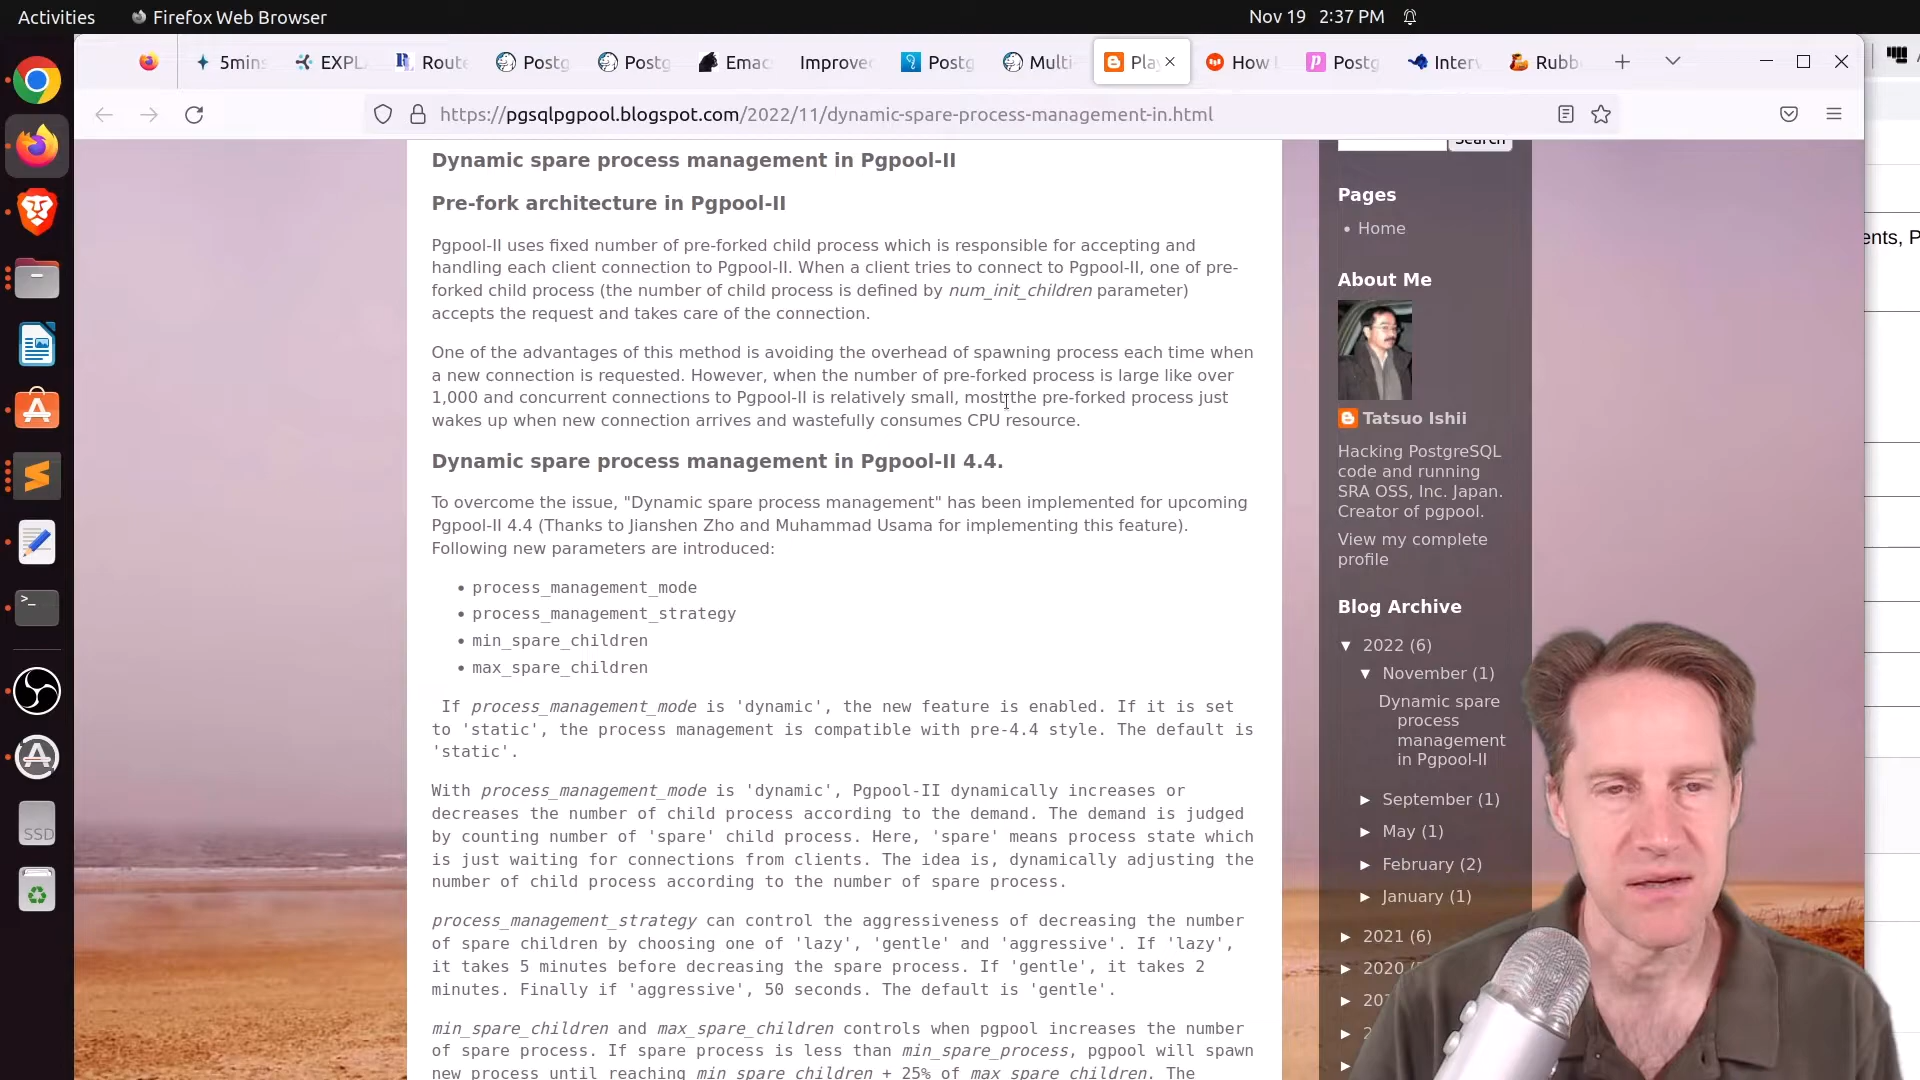 Activities
Firefox Web Browser
Nov 19 2:37 PM
5mins
EXPL
Route
Postg
Postg
Emac
Improve
Postg
Multi-
Pla
How
Postg
Inter
Rubb
https://pgsqlpgpool.blogspot.com/2022/11/dynamic-spare-process-management-in.html
Dynamic spare process management in Pgpool-II
Pre-fork architecture in Pgpool-II
Pgpool-II uses fixed number of pre-forked child process which is responsible for accepting and
handling each client connection to Pgpool-II. When a client tries to connect to Pgpool-II, one of pre-
forked child process (the number of child process is defined by num_init_children parameter)
accepts the request and takes care of the connection.
One of the advantages of this method is avoiding the overhead of spawning process each time when
a new connection is requested. However, when the number of pre-forked process is large like over
1,000 and concurrent connections to Pgpool-II is relatively small, most the pre-forked process just
wakes up when new connection arrives and wastefully consumes CPU resource.
Dynamic spare process management in Pgpool-II 4.4.
To overcome the issue, "Dynamic spare process management" has been implemented for upcoming
Pgpool-II 4.4 (Thanks to Jianshen Zho and Muhammad Usama for implementing this feature).
Following new parameters are introduced:
• process_management_mode
• process_management_strategy
• min_spare_children
• max_spare_children
If process_management_mode is 'dynamic', the new feature is enabled. If it is set
to 'static', the process management is compatible with pre-4.4 style. The default is
'static'.
With process_management_mode is 'dynamic', Pgpool-II dynamically increases or
decreases the number of child process according to the demand. The demand is judged
by counting number of 'spare' child process. Here, 'spare' means process state which
is just waiting for connections from clients. The idea is, dynamically adjusting the
number of child process according to the number of spare process.
process_management_strategy can control the aggressiveness of decreasing the number
of spare children by choosing one of 'lazy', 'gentle' and 'aggressive'. If 'lazy',
it takes 5 minutes before decreasing the spare process. If 'gentle', it takes 2
minutes. Finally if 'aggressive', 50 seconds. The default is 'gentle'.
min_spare_children and max_spare_children controls when pgpool increases the number
of spare process. If spare process is less than min_spare_process, pgpool will spawn
new process until reaching min_spare_children + 25% of max_spare_children. The
Search
Pages
• Home
About Me
Tatsuo Ishii
Hacking PostgreSQL
code and running
SRA OSS, Inc. Japan.
Creator of pgpool.
View my complete
profile
Blog Archive
▼ 2022 (6)
▼ November (1)
Dynamic spare
process
management
in Pgpool-II
► September (1)
► May (1)
► February (2)
► January (1)
► 2021 (6)
► 2020
ents, P
SSD